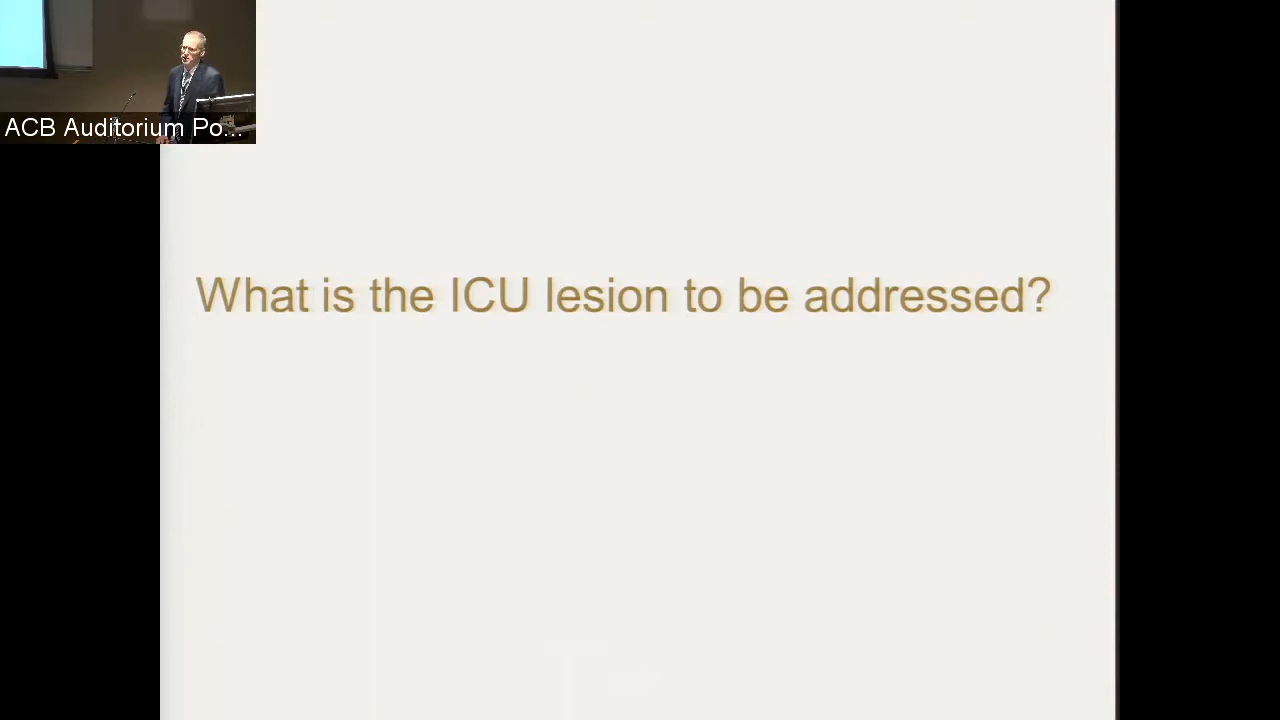 ACB Auditorium Po...
What is the ICU lesion to be addressed?